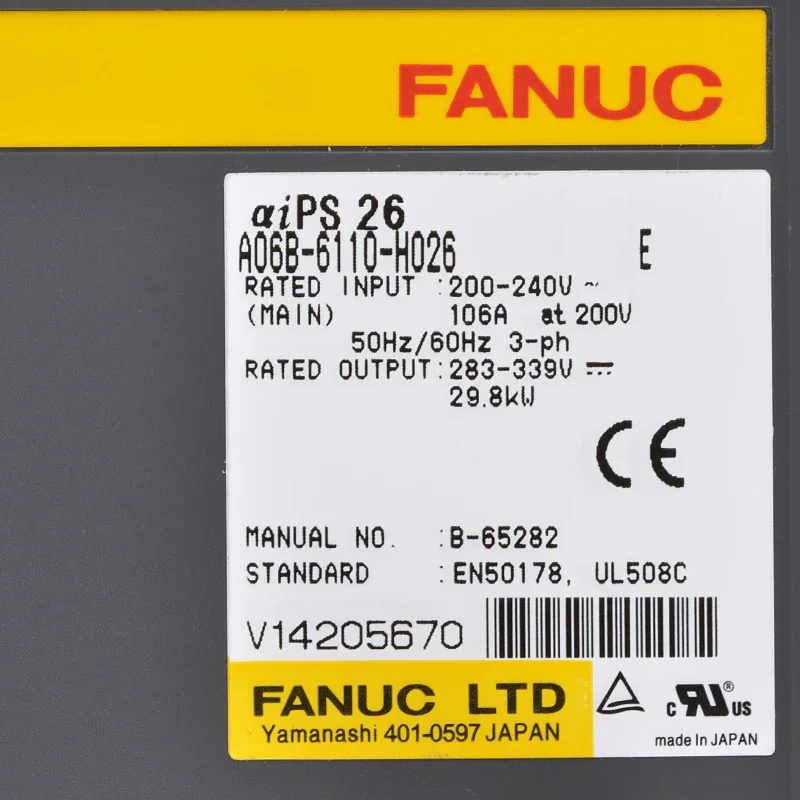 FANUC
αiPS 26
A06B-6110-H026 E
RATED INPUT :200-240V ~
(MAIN) 106A at 200V
50Hz/60Hz 3-ph
RATED OUTPUT:283-339V ⎓
29.8kW
CE
MANUAL NO. :B-65282
STANDARD :EN50178, UL508C
V14205670
FANUC LTD
Yamanashi 401-0597 JAPAN
c RU® US
made In JAPAN